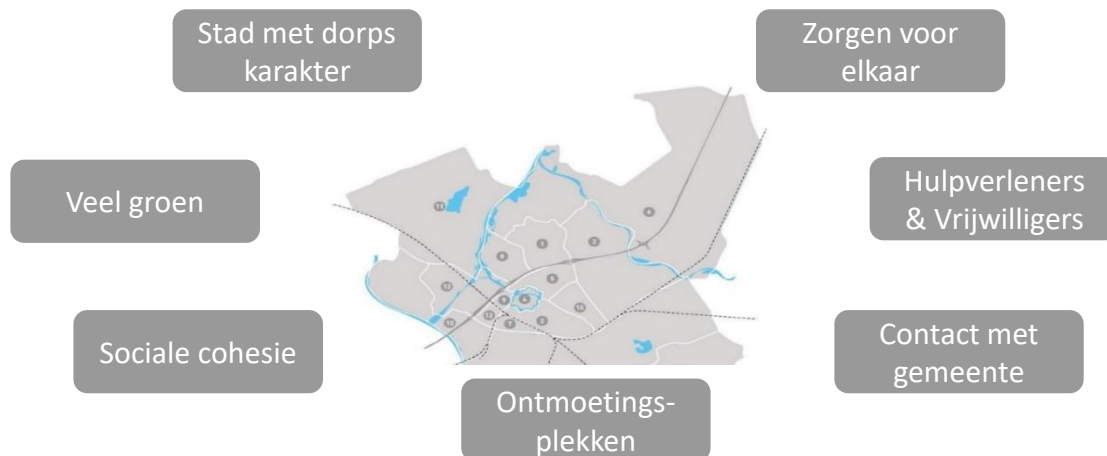 Stad met dorps
karakter
Zorgen voor
elkaar
Veel groen
Hulpverleners
& Vrijwilligers
Sociale cohesie
Contact met
gemeente
Ontmoetings-
plekken